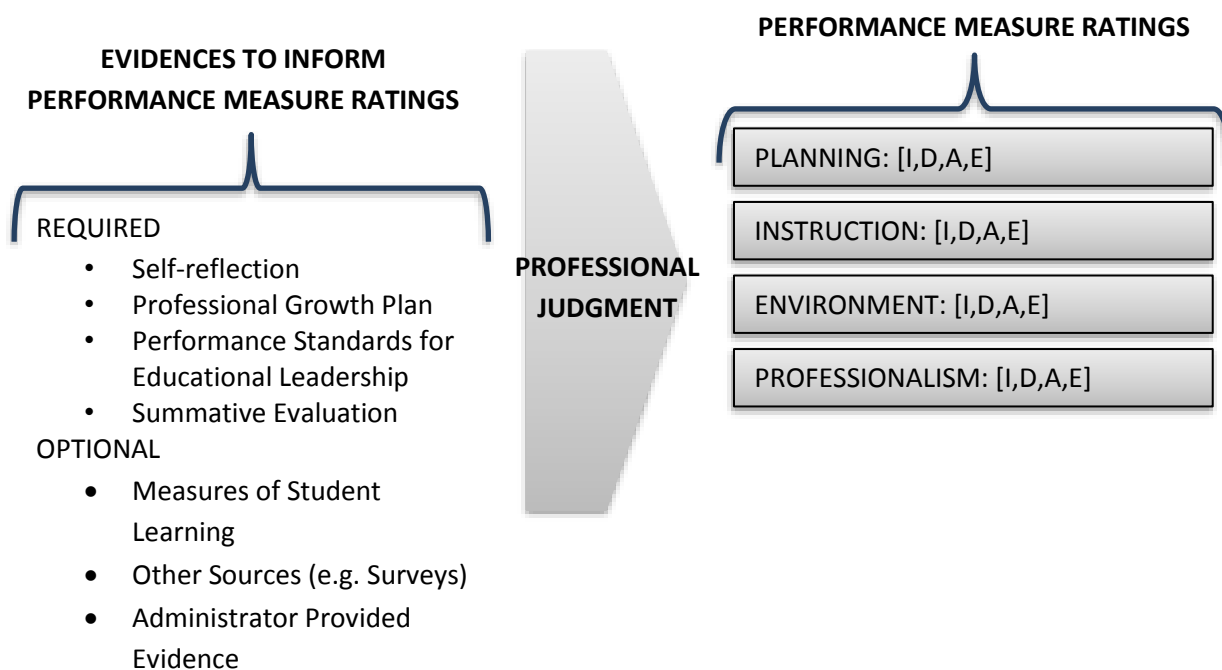 EVIDENCES TO INFORM
PERFORMANCE MEASURE RATINGS
REQUIRED
• Self-reflection
• Professional Growth Plan
• Performance Standards for
Educational Leadership
• Summative Evaluation
OPTIONAL
• Measures of Student
Learning
• Other Sources (e.g. Surveys)
• Administrator Provided
Evidence
PROFESSIONAL
JUDGMENT
PERFORMANCE MEASURE RATINGS
PLANNING: [I,D,A,E]
INSTRUCTION: [I,D,A,E]
ENVIRONMENT: [I,D,A,E]
PROFESSIONALISM: [I,D,A,E]